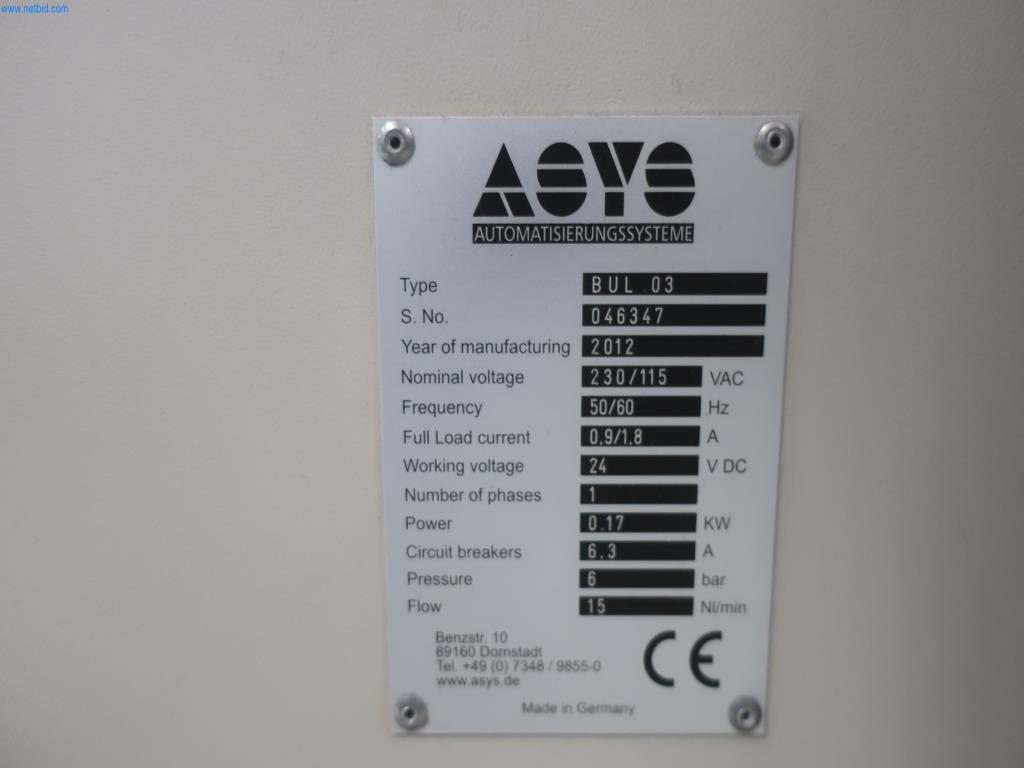 www.netbid.com
ASYS
AUTOMATISIERUNGSSYSTEME
Type BUL 03
S. No. 046347
Year of manufacturing 2012
Nominal voltage 230/115 VAC
Frequency 50/60 Hz
Full Load current 0.9/1.8 A
Working voltage 24 V DC
Number of phases 1
Power 0.17 KW
Circuit breakers 6.3 A
Pressure 6 bar
Flow 15 Nl/min
Benzstr. 10
89160 Dornstadt
Tel. +49 (0) 7348 / 9855-0
www.asys.de
CE
Made in Germany